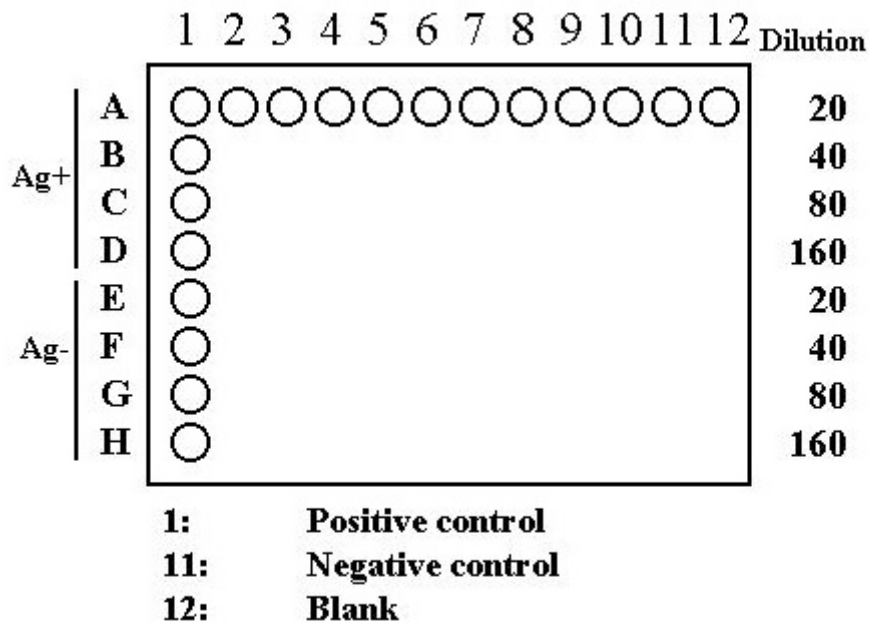 1 2 3 4 5 6 7 8 9 10 11 12 Dilution
A 20
B 40
Ag+
C 80
D 160
E 20
Ag- F 40
G 80
H 160
1: Positive control
11: Negative control
12: Blank